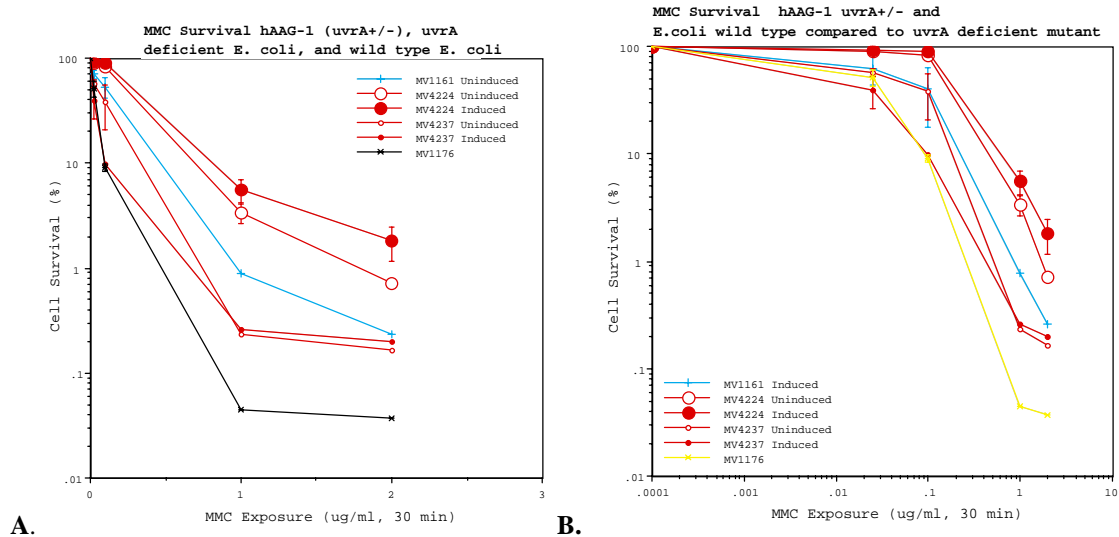 MMC Survival hAAG-1 (uvrA+/-), uvrA
deficient E. coli, and wild type E. coli
100
10
1
.1
.01
Cell Survival (%)
MV1161 Uninduced
MV4224 Uninduced
MV4224 Induced
MV4237 Uninduced
MV4237 Induced
MV1176
0
1
2
3
MMC Exposure (ug/ml, 30 min)
A.
MMC Survival hAAG-1 uvrA+/- and
E.coli wild type compared to uvrA deficient mutant
100
10
1
.1
.01
Cell Survival (%)
MV1161 Induced
MV4224 Uninduced
MV4224 Induced
MV4237 Uninduced
MV4237 Induced
MV1176
.0001
.001
.01
.1
1
10
MMC Exposure (ug/ml, 30 min)
B.